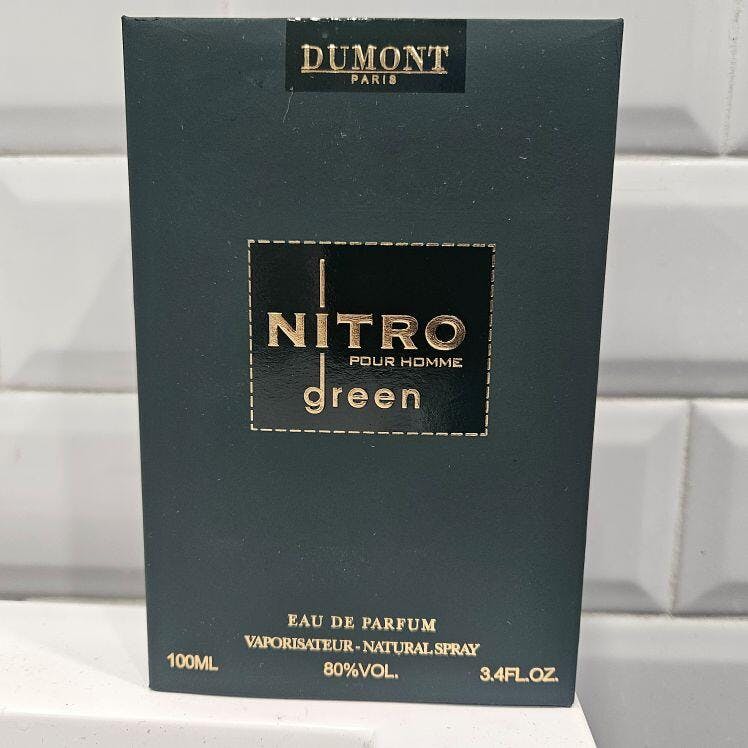 DUMONT
PARIS
NITRO
POUR HOMME
green
EAU DE PARFUM
VAPORISATEUR - NATURAL SPRAY
100ML 80%VOL. 3.4FL.OZ.